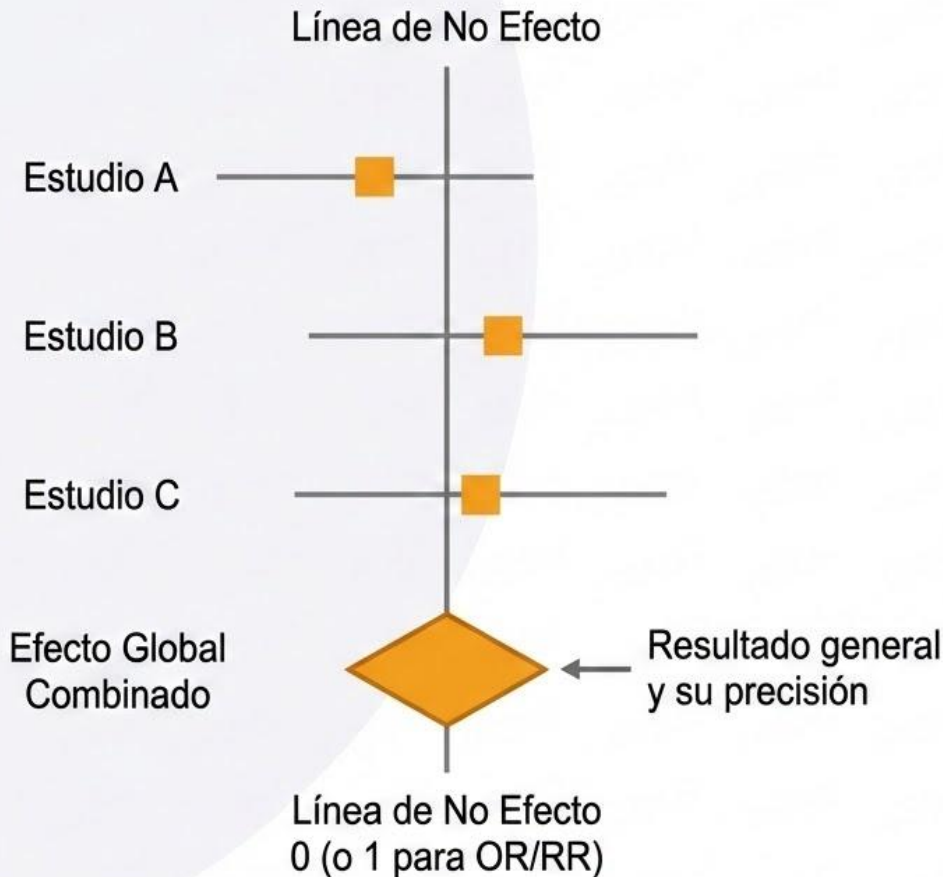 Línea de No Efecto
Estudio A
Estudio B
Estudio C
Efecto Global
Combinado
Resultado general
y su precisión
Línea de No Efecto
0 (o 1 para OR/RR)